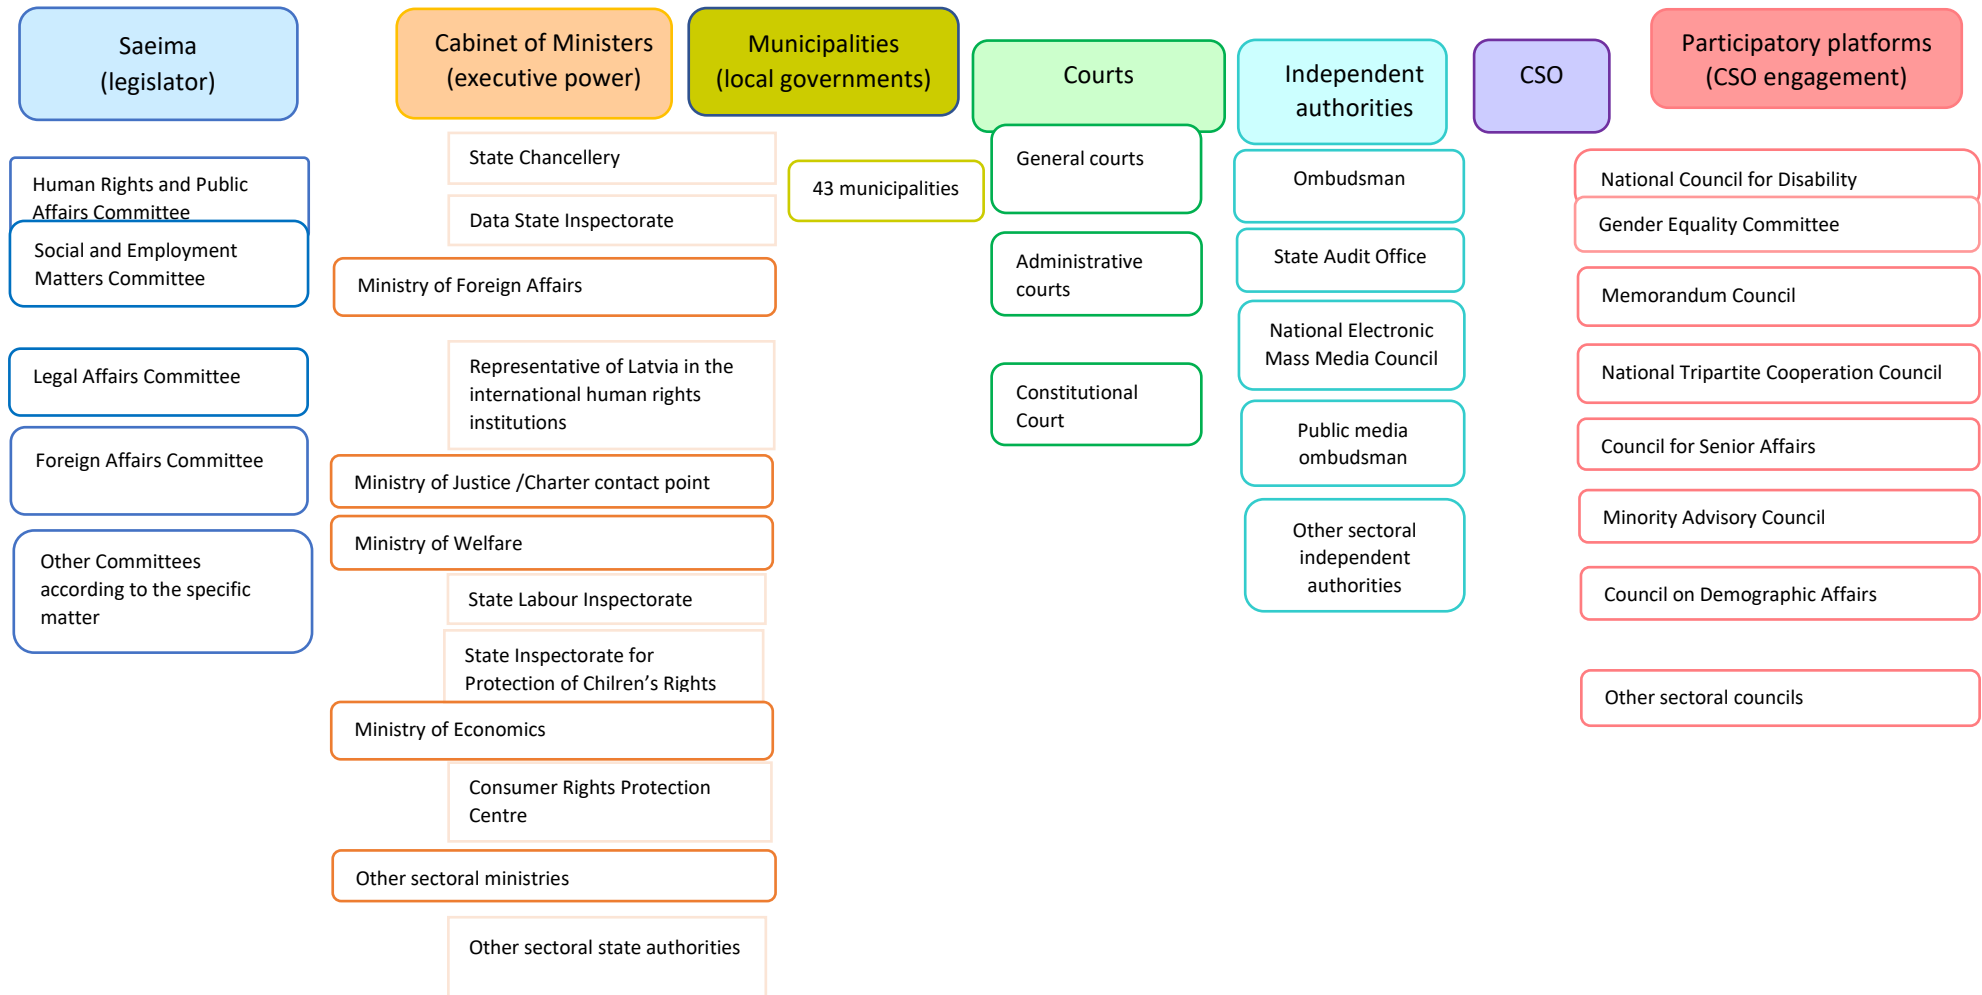 Saeima
(legislator)
Human Rights and Public
Affairs Committee
Social and Employment
Matters Committee
Legal Affairs Committee
Foreign Affairs Committee
Other Committees
according to the specific
matter
Cabinet of Ministers
(executive power)
State Chancellery
Data State Inspectorate
Ministry of Foreign Affairs
Representative of Latvia in the
international human rights
institutions
Ministry of Justice /Charter contact point
Ministry of Welfare
State Labour Inspectorate
State Inspectorate for
Protection of Chilren’s Rights
Ministry of Economics
Consumer Rights Protection
Centre
Other sectoral ministries
Other sectoral state authorities
Municipalities
(local governments)
43 municipalities
Courts
General courts
Administrative
courts
Constitutional
Court
Independent
authorities
Ombudsman
State Audit Office
National Electronic
Mass Media Council
Public media
ombudsman
Other sectoral
independent
authorities
CSO
Participatory platforms
(CSO engagement)
National Council for Disability
Gender Equality Committee
Memorandum Council
National Tripartite Cooperation Council
Council for Senior Affairs
Minority Advisory Council
Council on Demographic Affairs
Other sectoral councils